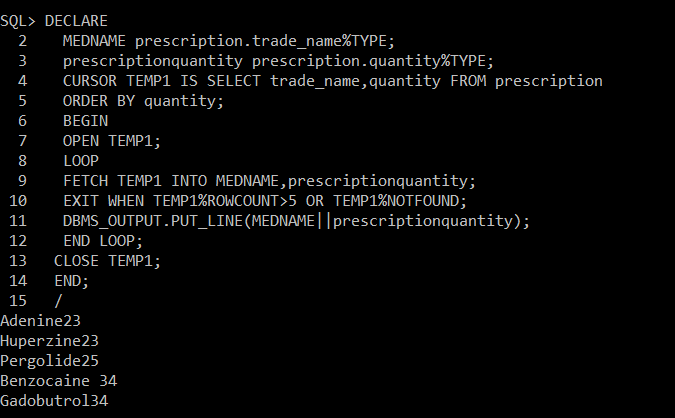 SQL> DECLARE
  2    MEDNAME prescription.trade_name%TYPE;
  3    prescriptionquantity prescription.quantity%TYPE;
  4    CURSOR TEMP1 IS SELECT trade_name,quantity FROM prescription
  5    ORDER BY quantity;
  6    BEGIN
  7    OPEN TEMP1;
  8    LOOP
  9    FETCH TEMP1 INTO MEDNAME,prescriptionquantity;
 10    EXIT WHEN TEMP1%ROWCOUNT>5 OR TEMP1%NOTFOUND;
 11    DBMS_OUTPUT.PUT_LINE(MEDNAME||prescriptionquantity);
 12    END LOOP;
 13   CLOSE TEMP1;
 14   END;
 15   /
Adenine23
Huperzine23
Pergolide25
Benzocaine 34
Gadobutrol34